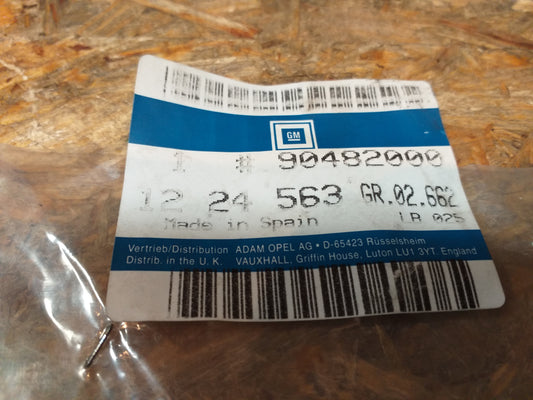 GM
1 # 90482000
12 24 563 GR.02.662
Made in Spain LB 025
Vertrieb/Distribution ADAM OPEL AG • D-65423 Rüsselsheim
Distrib. in the U. K. VAUXHALL. Griffin House, Luton LU1 3YT. England